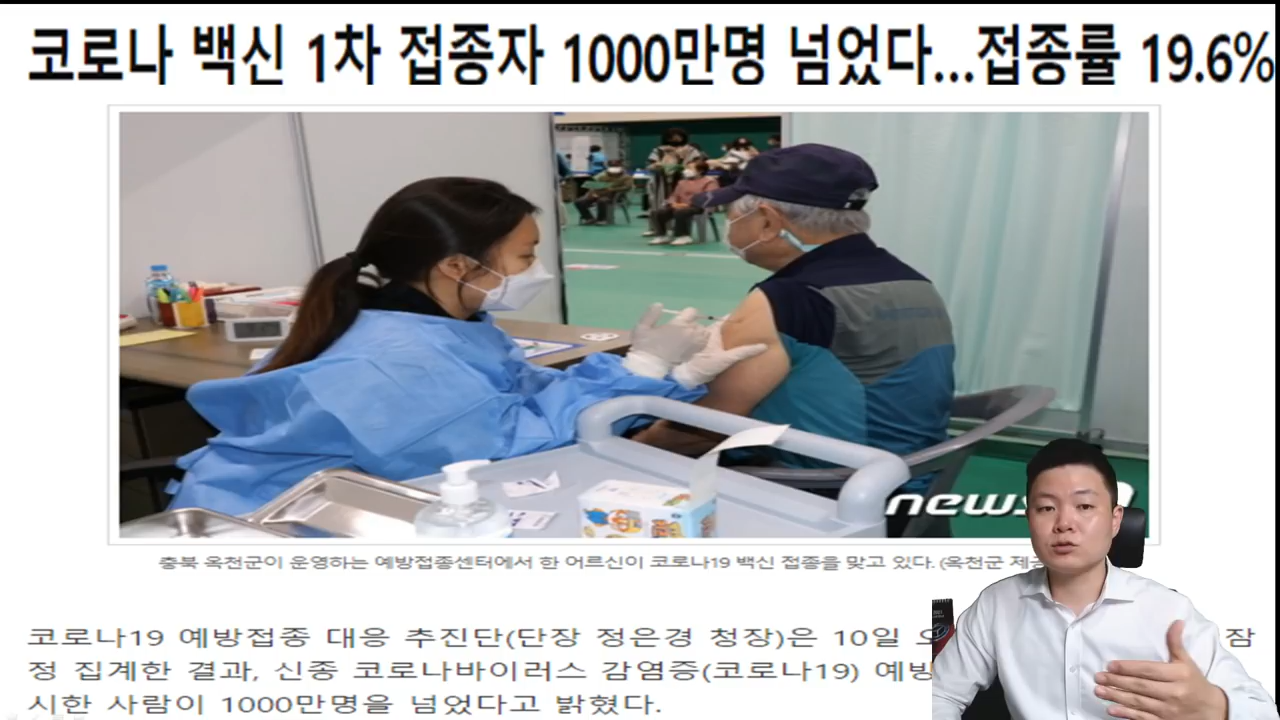 코로나 백신 1차 접종자 1000만명 넘었다...접종률 19.6%
news
충북 옥천군이 운영하는 예방접종센터에서 한 어르신이 코로나19 백신 접종을 맞고 있다. (옥천군
코로나19 예방접종 대응 추진단(단장 정은경 청장)은 10일 잠
정 집계한 결과, 신종 코로나바이러스 감염증(코로나19)
시한 사람이 1000만명을 넘었다고 밝혔다.